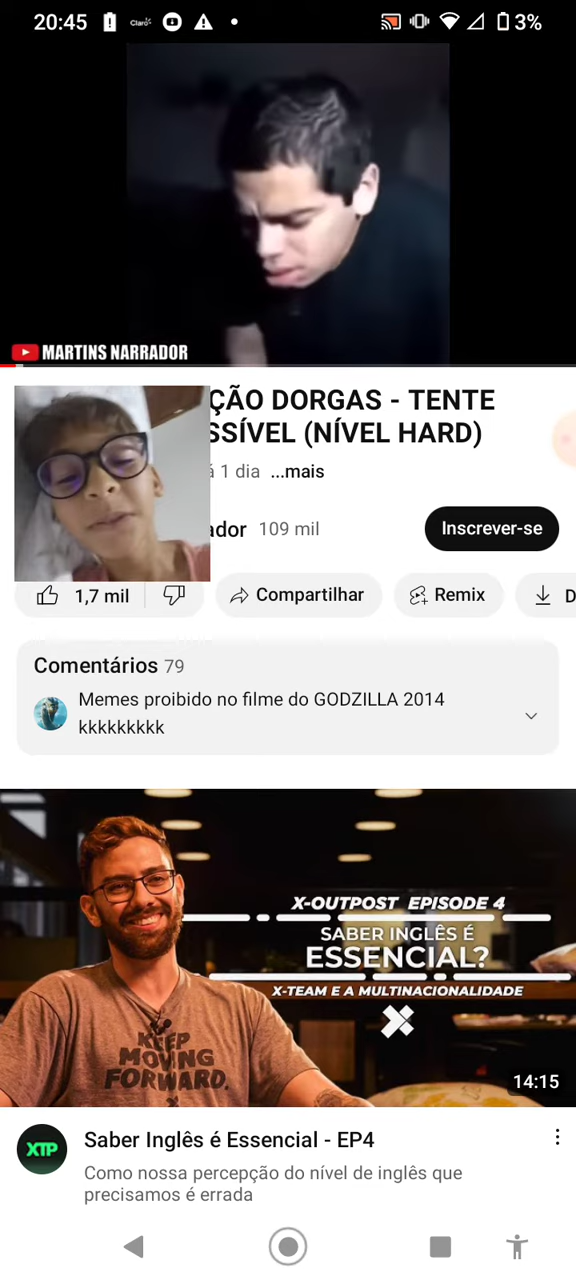 20:45
Claro
3%
MARTINS NARRADOR
ÇÃO DORGAS - TENTE
SSÍVEL (NÍVEL HARD)
á 1 dia ...mais
ador 109 mil
Inscrever-se
1,7 mil
Compartilhar
Remix
D
Comentários 79
Memes proibido no filme do GODZILLA 2014
kkkkkkkkk
X-OUTPOST EPISODE 4
SABER INGLÊS É
ESSENCIAL?
X-TEAM E A MULTINACIONALIDADE
KEEP
MOVING
FORWARD.
14:15
XTP
Saber Inglês é Essencial - EP4
Como nossa percepção do nível de inglês que
precisamos é errada